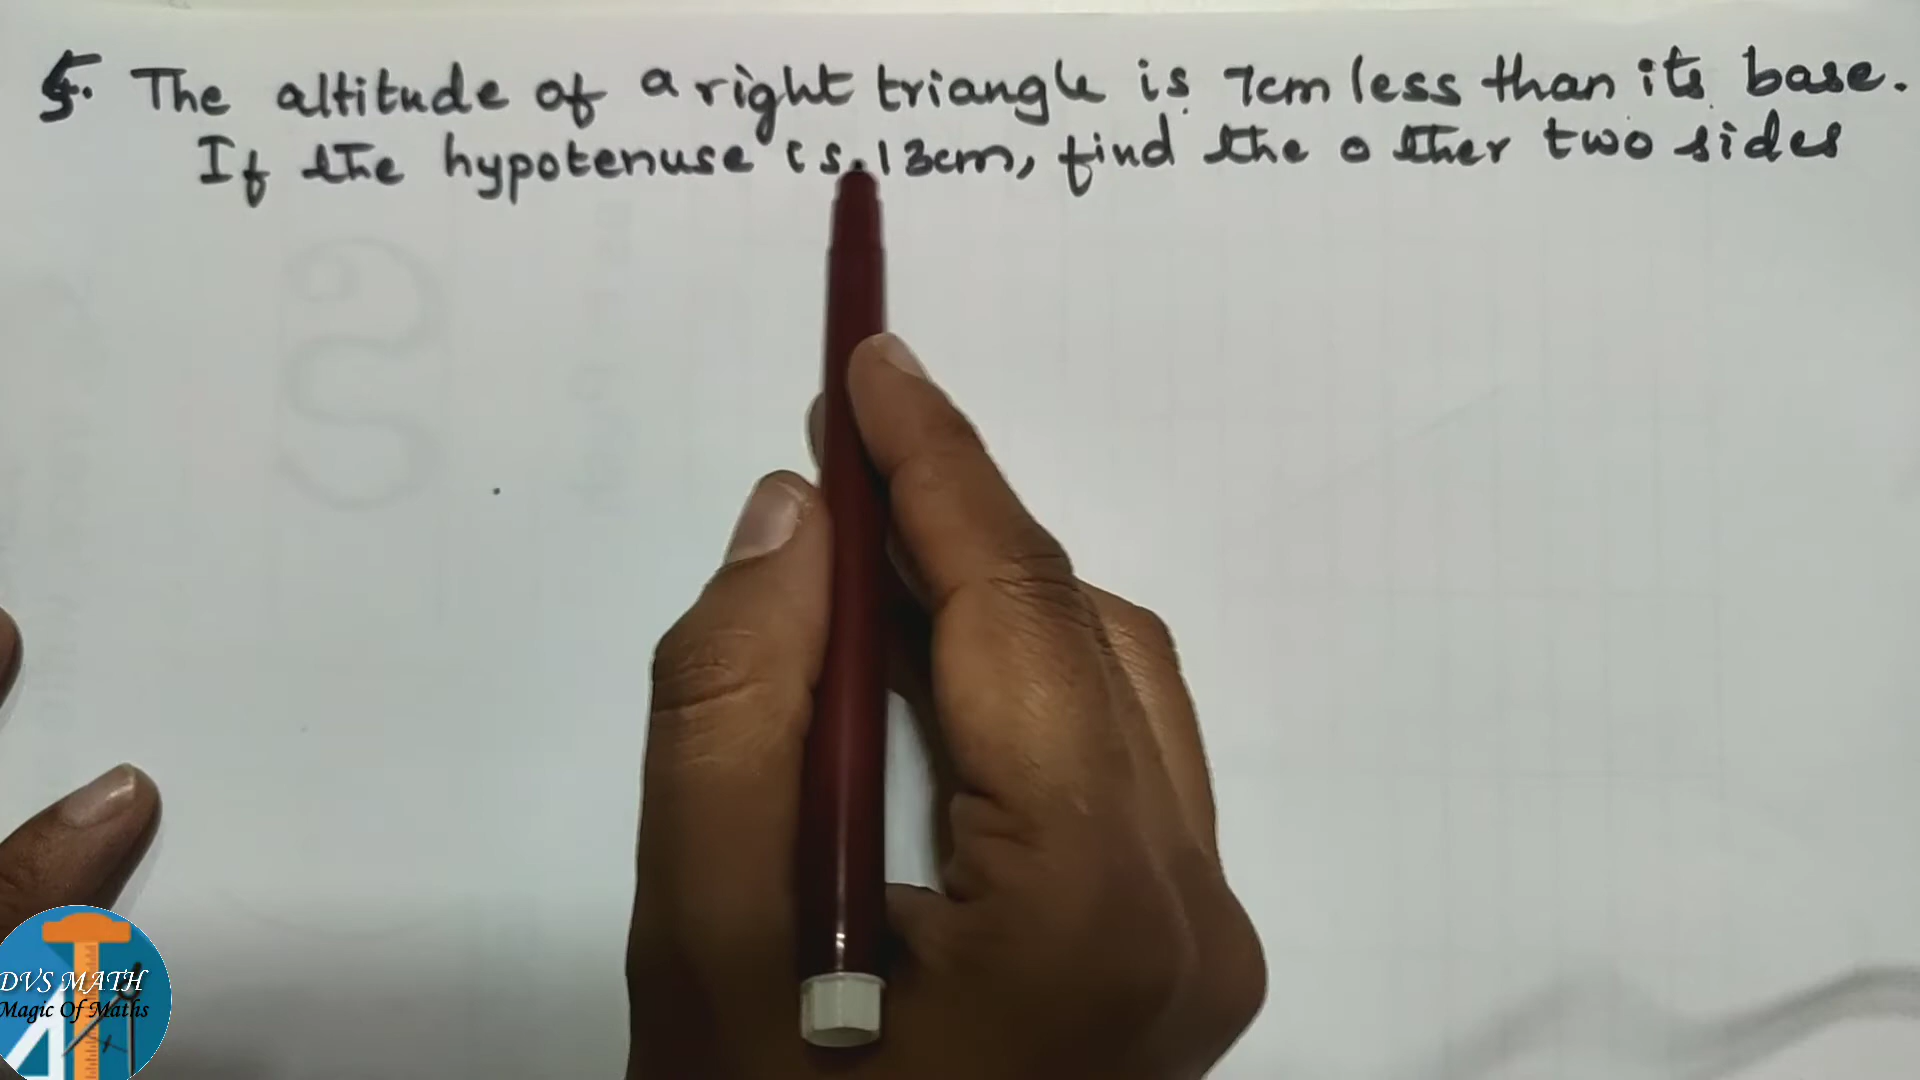 5. The altitude of a right triangle is 7cm less than its base.
If the hypotenuse is 13cm, find the other two sides
DVS MATH
Magic Of Maths